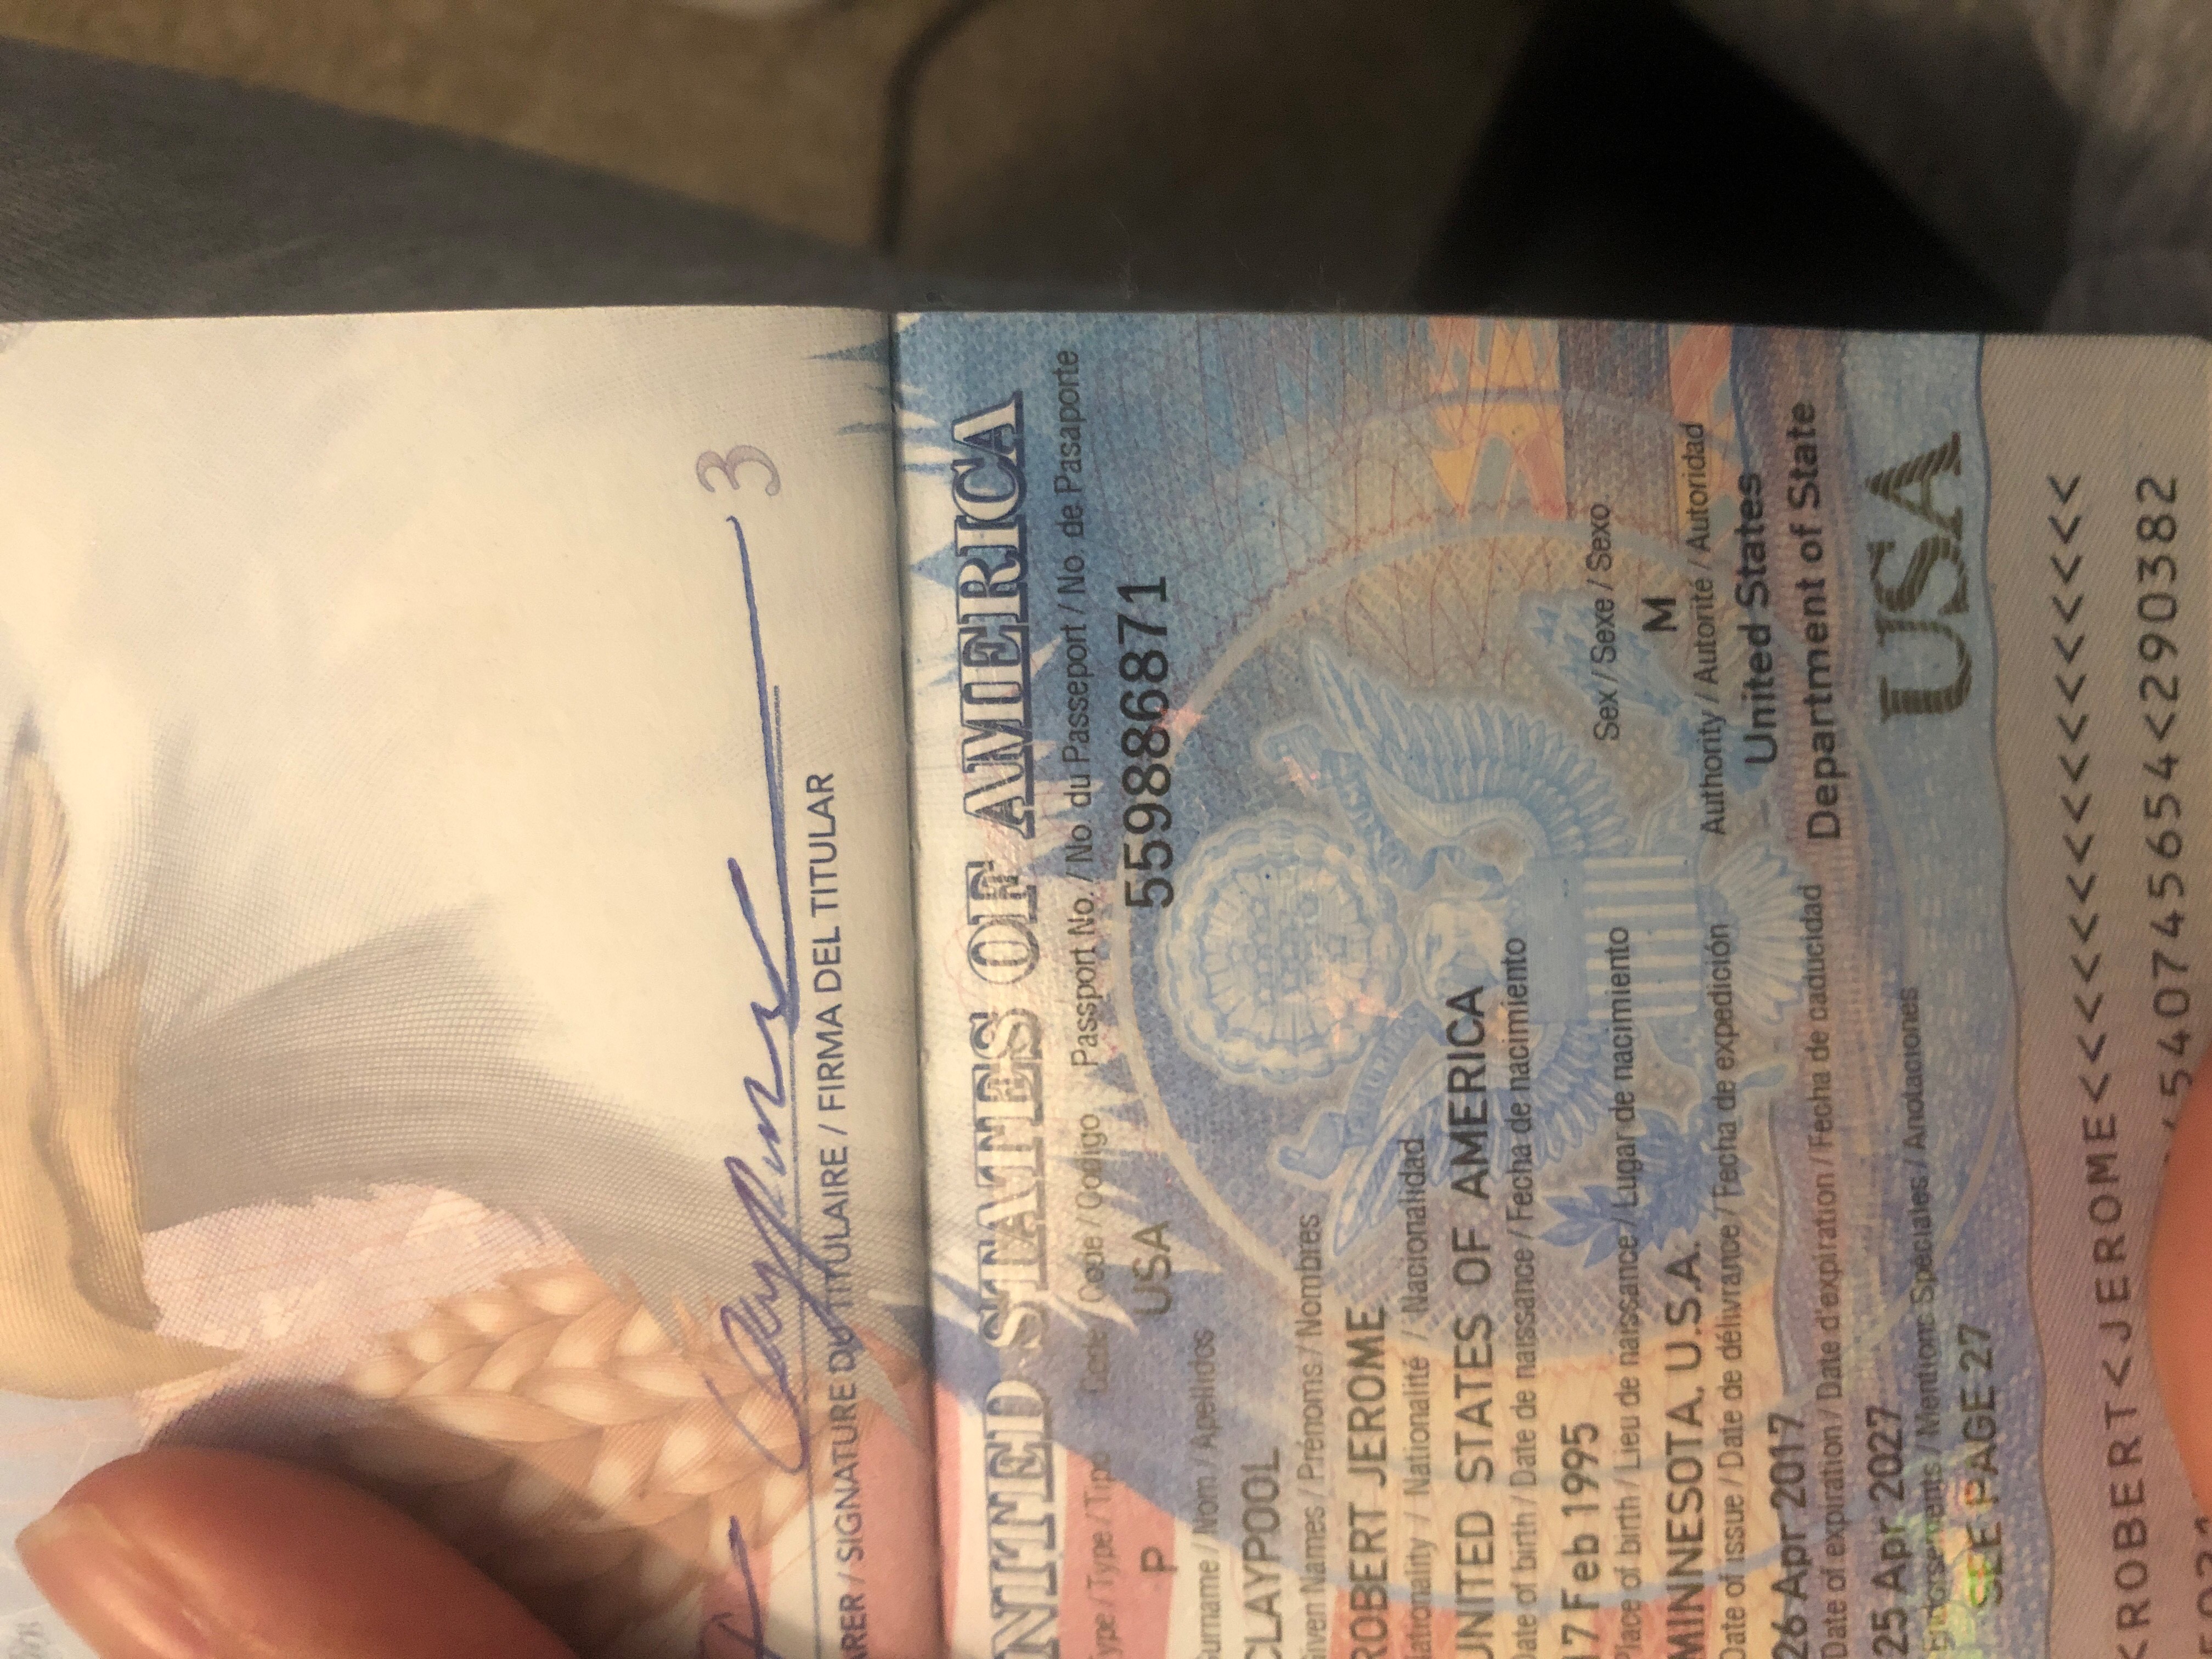 3
ARER / SIGNATURE DU TITULAIRE / FIRMA DEL TITULAR
NITED STATES OF AMERICA
Type / Type / Tipo Code / Code / Codigo Passport No. / No. du Passeport / No. de Pasaporte
P USA 559886871
Surname / Nom / Apellidos
CLAYPOOL
Given Names / Prénoms / Nombres
ROBERT JEROME
Nationality / Nationalité / Nacionalidad
UNITED STATES OF AMERICA
Date of birth / Date de naissance / Fecha de nacimiento
17 Feb 1995
Place of birth / Lieu de naissance / Lugar de nacimiento Sex / Sexe / Sexo
MINNESOTA, U.S.A. M
Date of issue / Date de délivrance / Fecha de expedición Authority / Autorité / Autoridad
26 Apr 2017 United States
Date of expiration / Date d'expiration / Fecha de caducidad Department of State
25 Apr 2027
Endorsements / Mentions Spéciales / Anotaciones
SEE PAGE 27
USA
<ROBERT<JEROME<<<<<<<<<<<<<<<<
540745654<290382